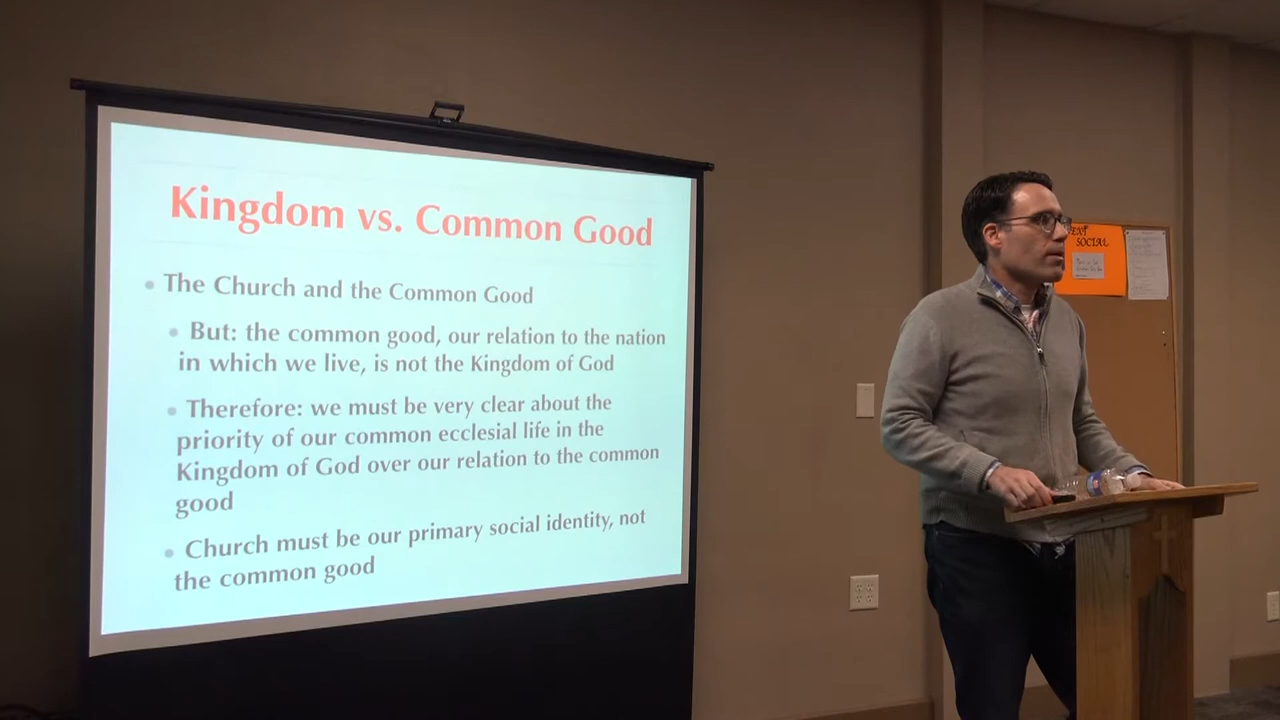 Kingdom vs. Common Good
• The Church and the Common Good
• But: the common good, our relation to the nation
in which we live, is not the Kingdom of God
• Therefore: we must be very clear about the
priority of our common ecclesial life in the
Kingdom of God over our relation to the common
good
• Church must be our primary social identity, not
the common good
SOCIAL